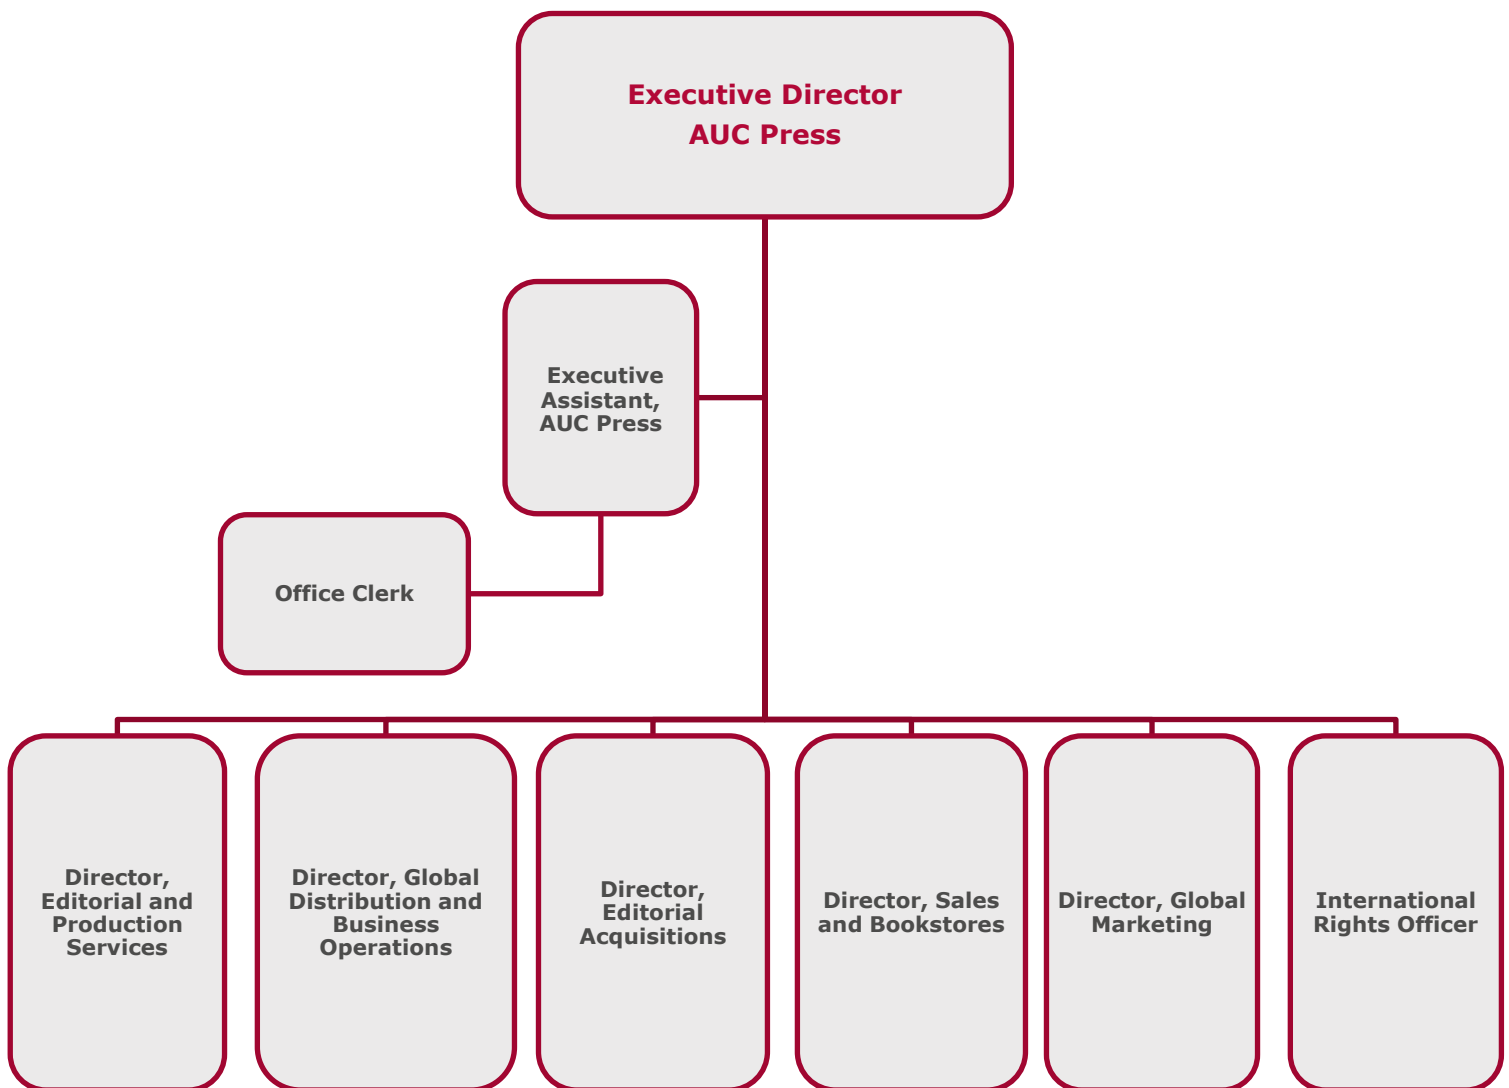 Executive Director
AUC Press
Executive
Assistant,
AUC Press
Office Clerk
Director,
Editorial and
Production
Services
Director, Global
Distribution and
Business
Operations
Director,
Editorial
Acquisitions
Director, Sales
and Bookstores
Director, Global
Marketing
International
Rights Officer